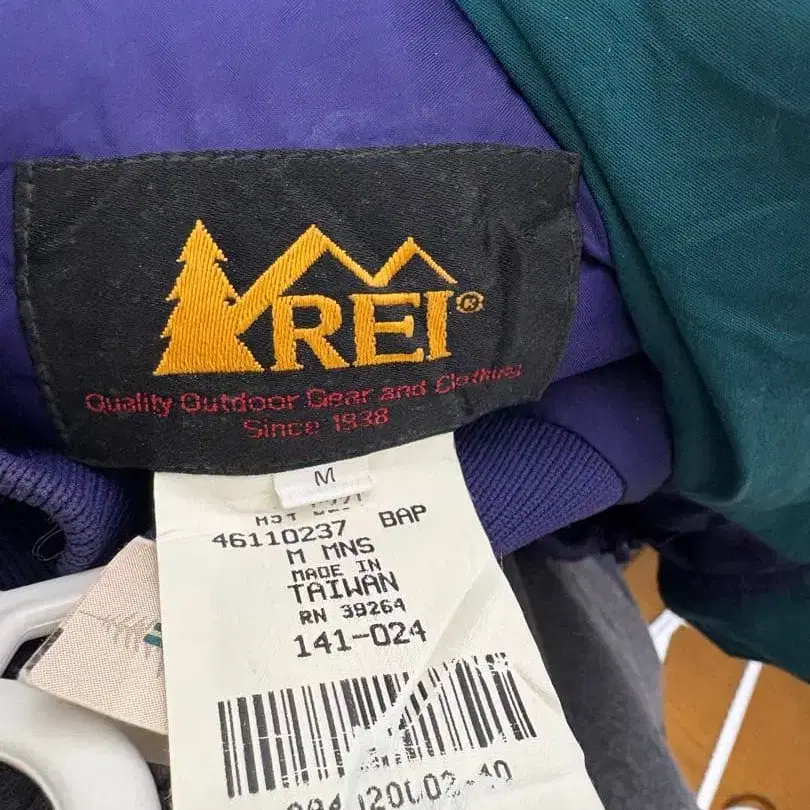 REI®
Quality Outdoor Gear and Clothing
Since 1938
M
46110237 BAP
M MNS
MADE IN
TAIWAN
RN 39264
141-024